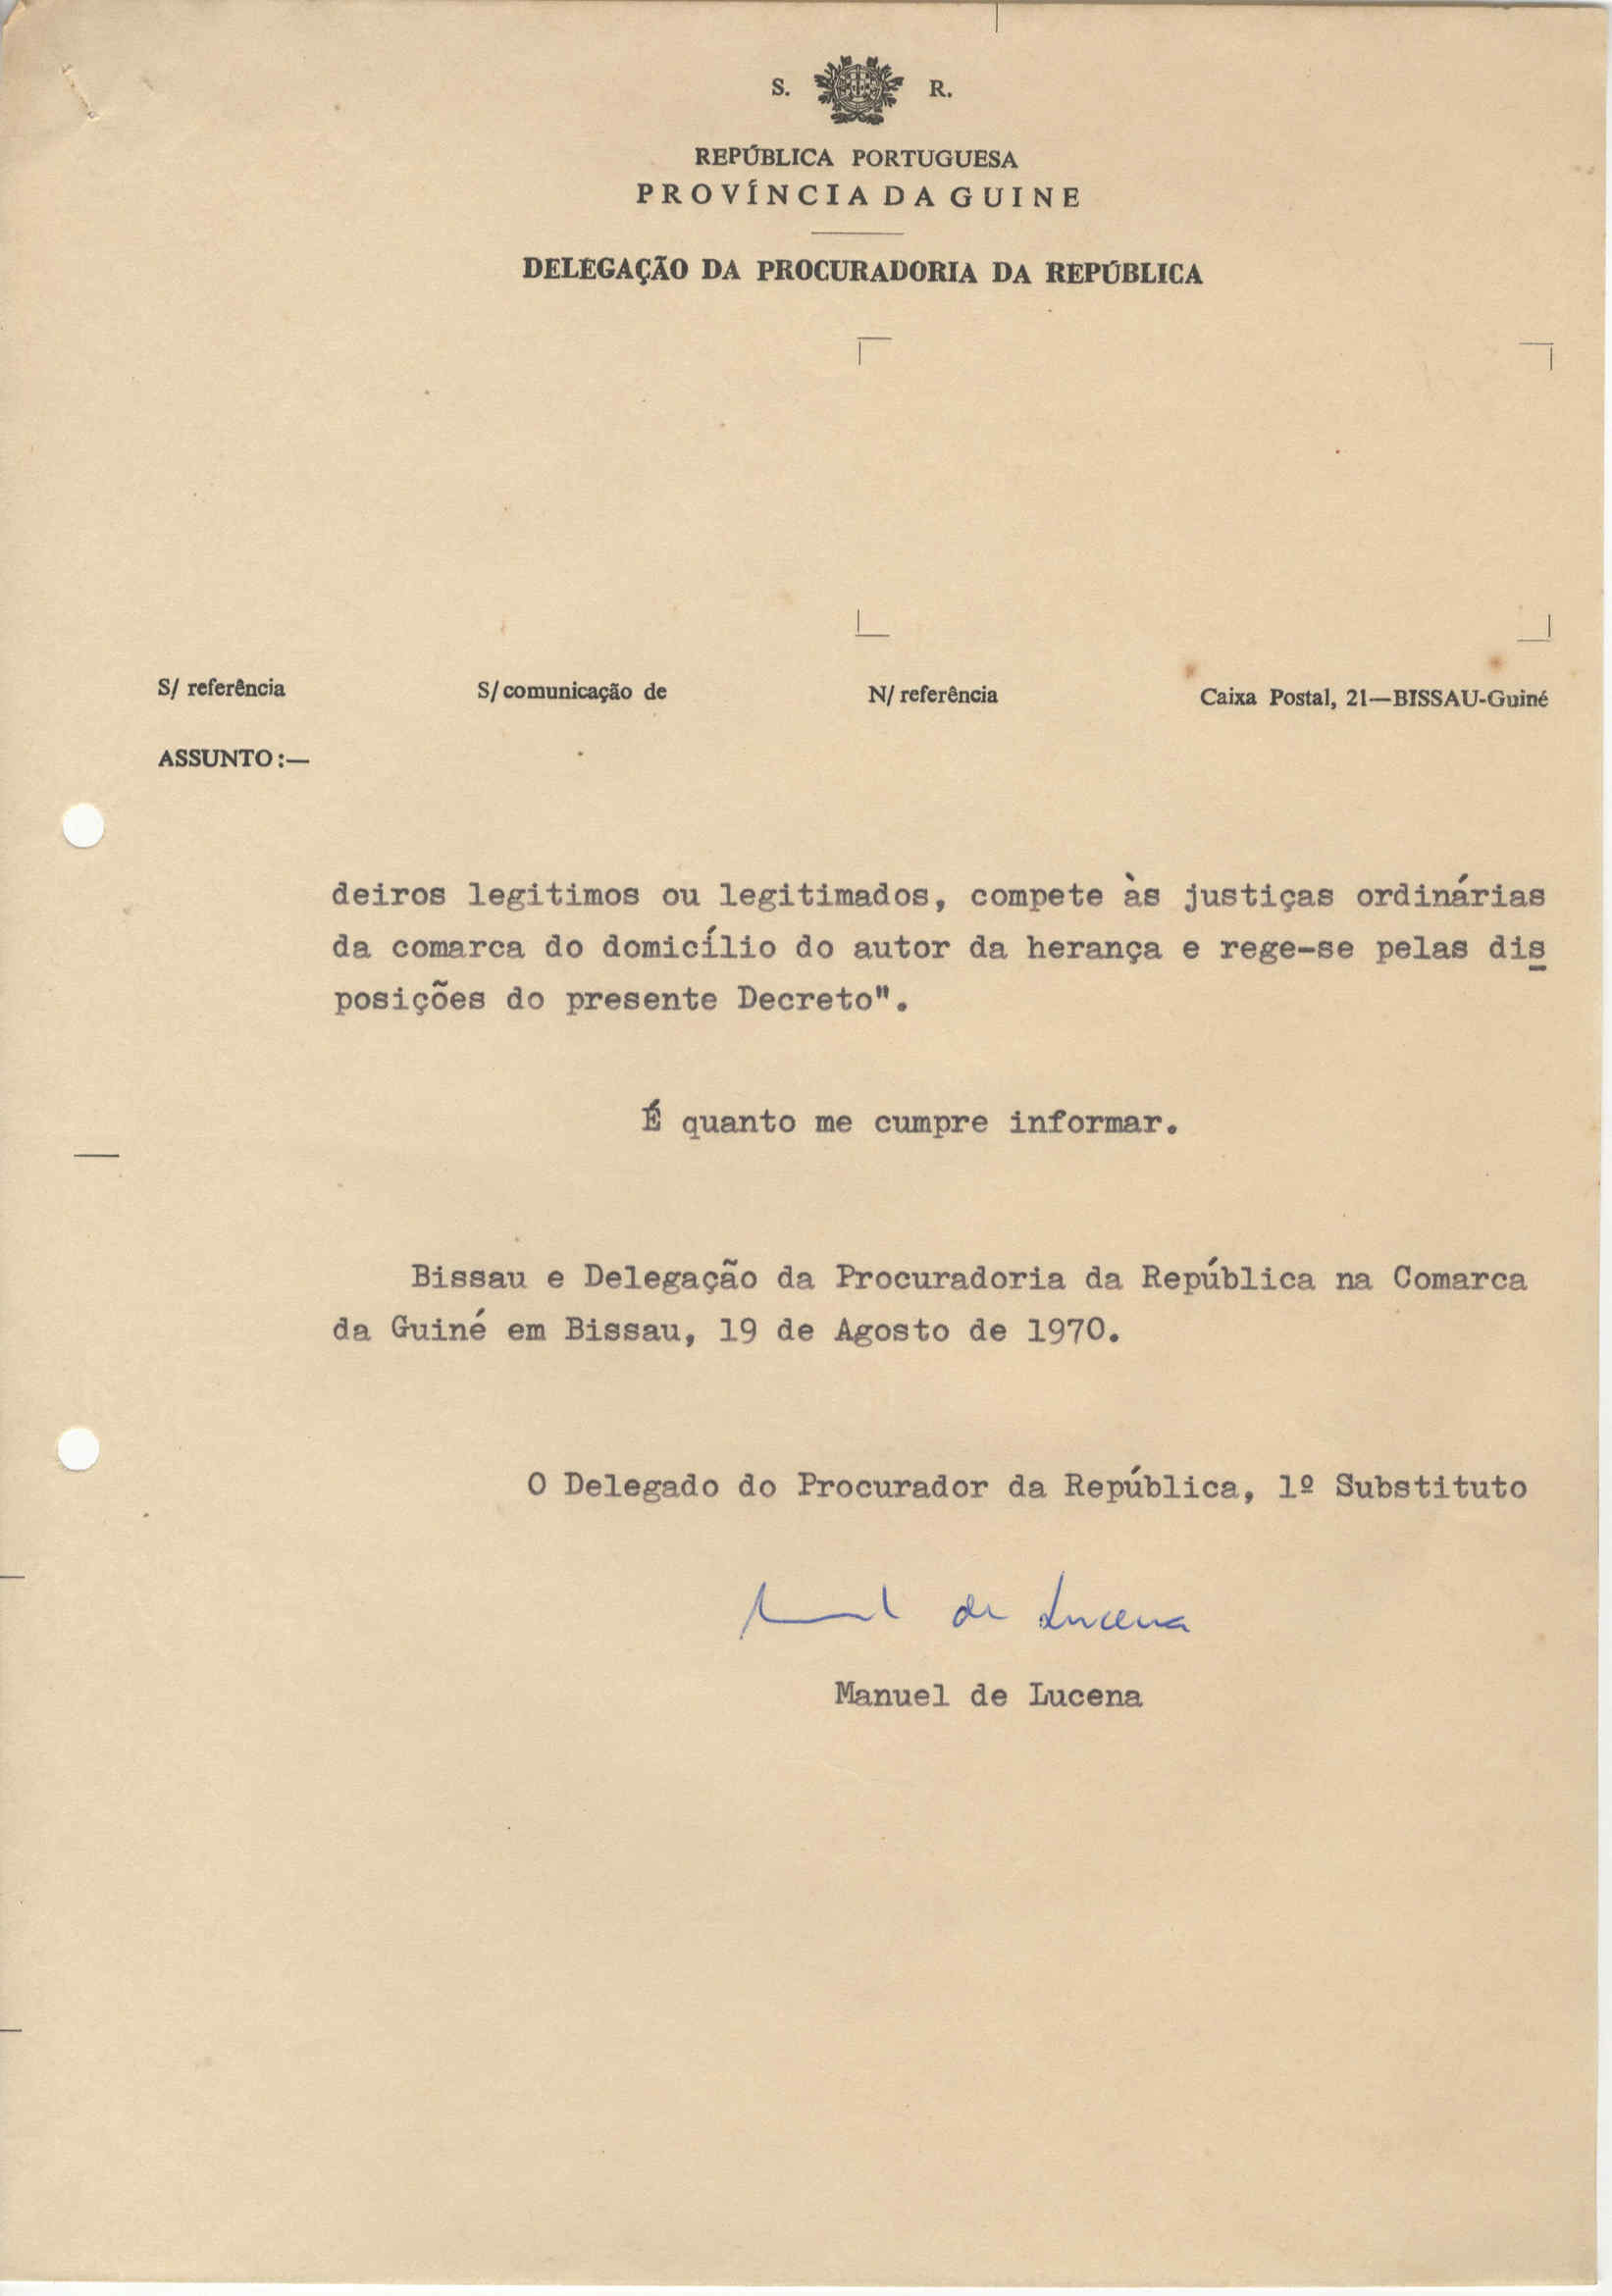 S. R.
REPÚBLICA PORTUGUESA
PROVÍNCIA DA GUINE
DELEGAÇÃO DA PROCURADORIA DA REPÚBLICA
S/ referência S/ comunicação de N/ referência Caixa Postal, 21—BISSAU-Guiné
ASSUNTO:—
deiros legitimos ou legitimados, compete às justiças ordinárias
da comarca do domicílio do autor da herança e rege-se pelas dis
posições do presente Decreto".
É quanto me cumpre informar.
Bissau e Delegação da Procuradoria da República na Comarca
da Guiné em Bissau, 19 de Agosto de 1970.
O Delegado do Procurador da República, 1º Substituto
Manuel de Lucena
Manuel de Lucena